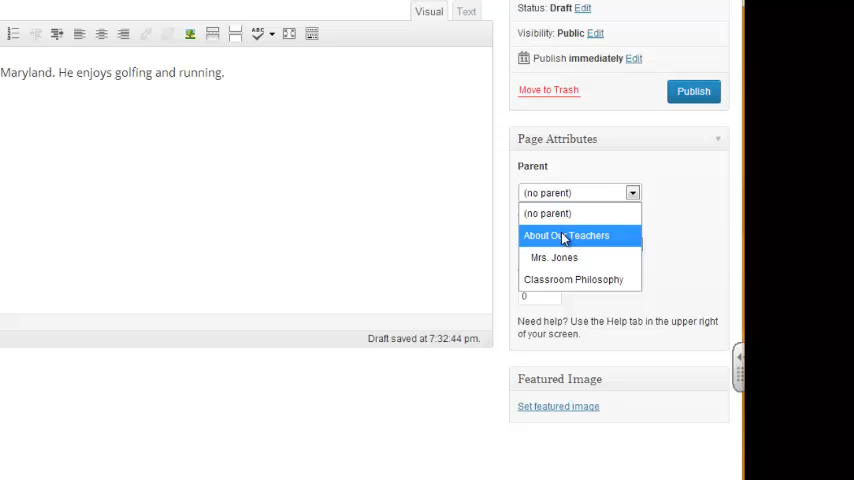 Visual Text
ABC
Maryland. He enjoys golfing and running.
Draft saved at 7:32:44 pm.
Status: Draft Edit
Visibility: Public Edit
11 Publish immediately Edit
Move to Trash Publish
Page Attributes
Parent
(no parent)
(no parent)
About Our Teachers
Mrs. Jones
Classroom Philosophy
0
Need help? Use the Help tab in the upper right
of your screen.
Featured Image
Set featured image